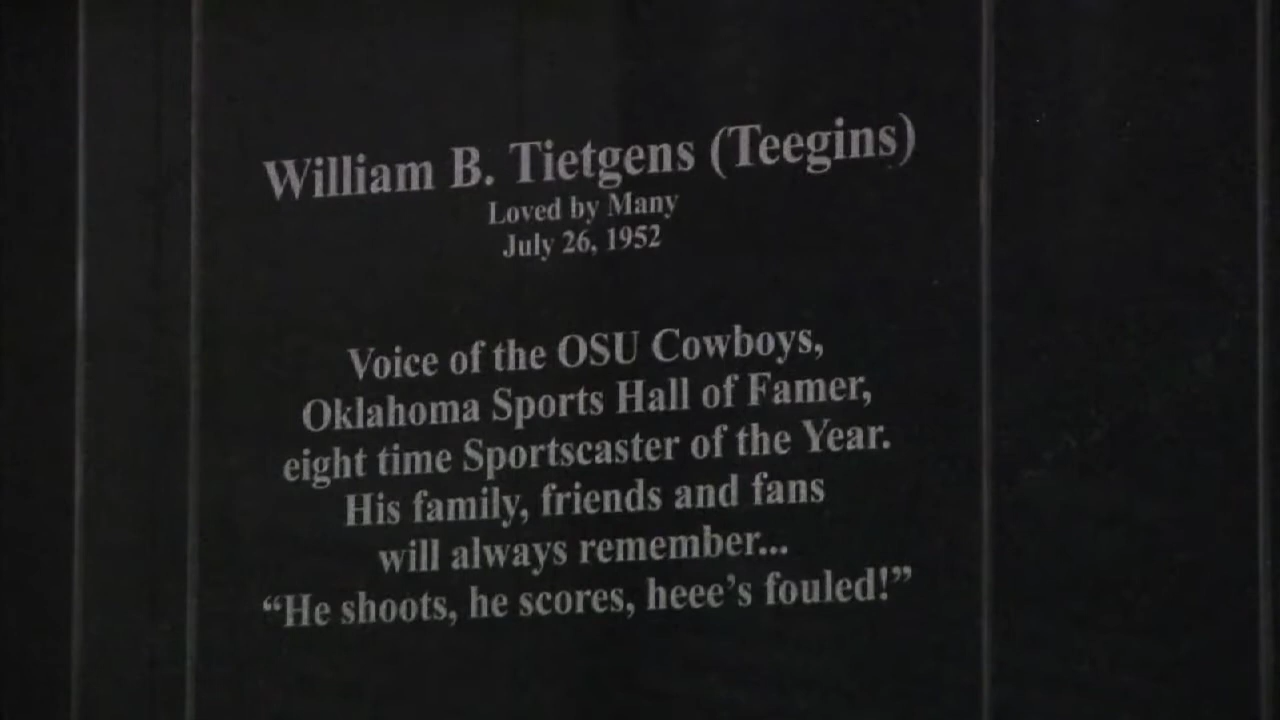 William B. Tietgens (Teegins)
Loved by Many
July 26, 1952
Voice of the OSU Cowboys,
Oklahoma Sports Hall of Famer,
eight time Sportscaster of the Year.
His family, friends and fans
will always remember...
“He shoots, he scores, heee’s fouled!”